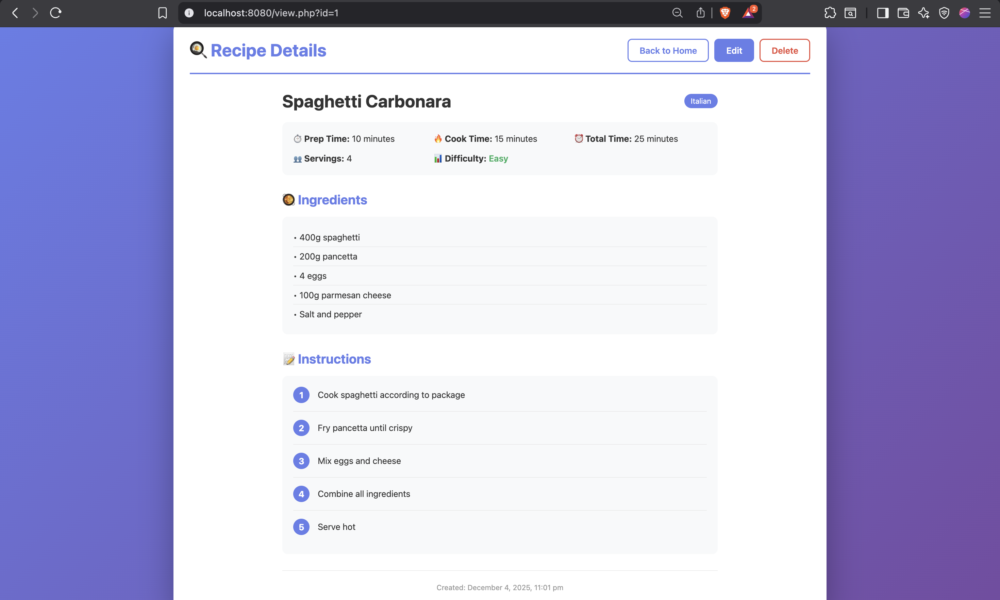 localhost:8080/view.php?id=1
2
Recipe Details
Back to Home
Edit
Delete
Spaghetti Carbonara
Italian
Prep Time: 10 minutes
Cook Time: 15 minutes
Total Time: 25 minutes
Servings: 4
Difficulty: Easy
Ingredients
• 400g spaghetti
• 200g pancetta
• 4 eggs
• 100g parmesan cheese
• Salt and pepper
Instructions
1 Cook spaghetti according to package
2 Fry pancetta until crispy
3 Mix eggs and cheese
4 Combine all ingredients
5 Serve hot
Created: December 4, 2025, 11:01 pm